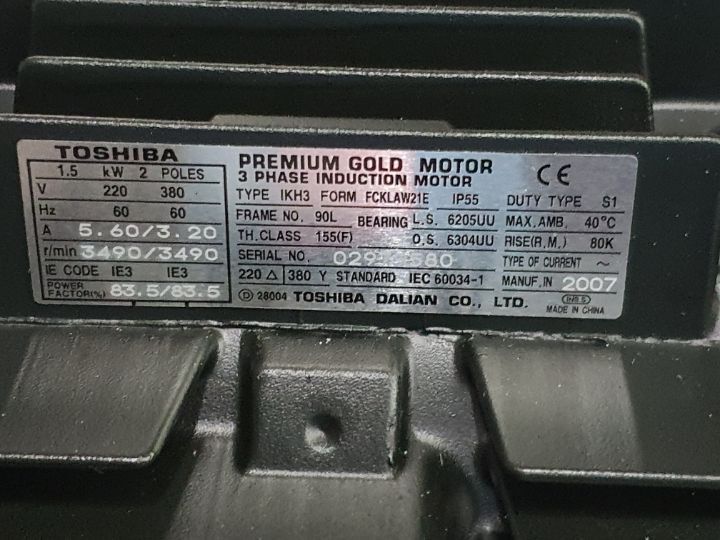 TOSHIBA
1.5 kW 2 POLES
V 220 380
Hz 60 60
A 5.60/3.20
r/min 3490/3490
IE CODE IE3 IE3
POWER FACTOR(%) 83.5/83.5
PREMIUM GOLD MOTOR
3 PHASE INDUCTION MOTOR
TYPE IKH3 FORM FCKLAW21E IP55 DUTY TYPE S1
FRAME NO. 90L BEARING L.S. 6205UU MAX.AMB. 40°C
TH.CLASS 155(F) O.S. 6304UU RISE(R.M.) 80K
SERIAL NO. TYPE OF CURRENT ~
220 △ 380 Y STANDARD IEC 60034-1 MANUF.IN 2007
Ⓓ 28004 TOSHIBA DALIAN CO., LTD.
MADE IN CHINA
CE